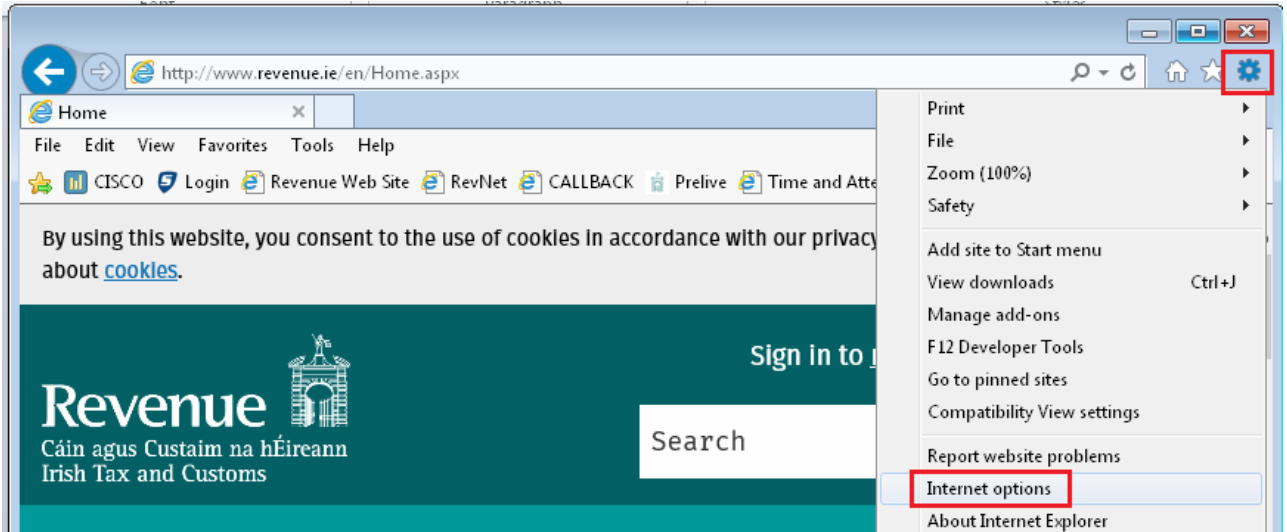 Font Paragraph Styles
http://www.revenue.ie/en/Home.aspx
Home
File Edit View Favorites Tools Help
CISCO Login Revenue Web Site RevNet CALLBACK Prelive Time and Atte
By using this website, you consent to the use of cookies in accordance with our privacy
about cookies.
Revenue
Cáin agus Custaim na hÉireann
Irish Tax and Customs
Sign in to
Search
Print
File
Zoom (100%)
Safety
Add site to Start menu
View downloads Ctrl+J
Manage add-ons
F12 Developer Tools
Go to pinned sites
Compatibility View settings
Report website problems
Internet options
About Internet Explorer